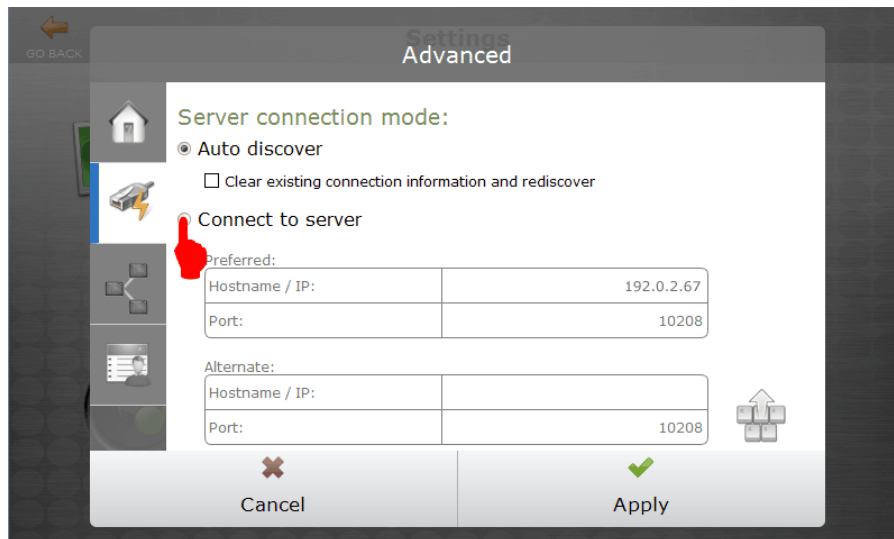 Settings
GO BACK
Advanced
Server connection mode:
Auto discover
Clear existing connection information and rediscover
Connect to server
Preferred:
Hostname / IP: 192.0.2.67
Port: 10208
Alternate:
Hostname / IP:
Port: 10208
Cancel Apply